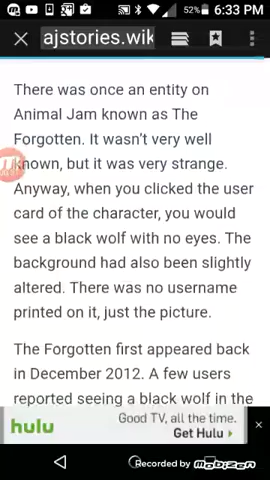 52% 6:33 PM
ajstories.wik
There was once an entity on
Animal Jam known as The
Forgotten. It wasn't very well
known, but it was very strange.
Anyway, when you clicked the user
card of the character, you would
see a black wolf with no eyes. The
background had also been slightly
altered. There was no username
printed on it, just the picture.
The Forgotten first appeared back
in December 2012. A few users
reported seeing a black wolf in the
hulu
Good TV, all the time.
Get Hulu
Recorded by mobizen